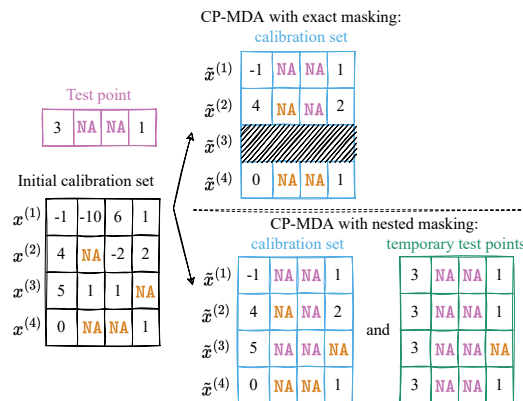 CP-MDA with exact masking:
calibration set
x̃⁽¹⁾ -1 NA NA 1
x̃⁽²⁾ 4 NA NA 2
x̃⁽³⁾
x̃⁽⁴⁾ 0 NA NA 1
Test point
3 NA NA 1
Initial calibration set
x⁽¹⁾ -1 -10 6 1
x⁽²⁾ 4 NA -2 2
x⁽³⁾ 5 1 1 NA
x⁽⁴⁾ 0 NA NA 1
CP-MDA with nested masking:
calibration set temporary test points
x̃⁽¹⁾ -1 NA NA 1 3 NA NA 1
x̃⁽²⁾ 4 NA NA 2 3 NA NA 1
and
x̃⁽³⁾ 5 NA NA NA 3 NA NA NA
x̃⁽⁴⁾ 0 NA NA 1 3 NA NA 1